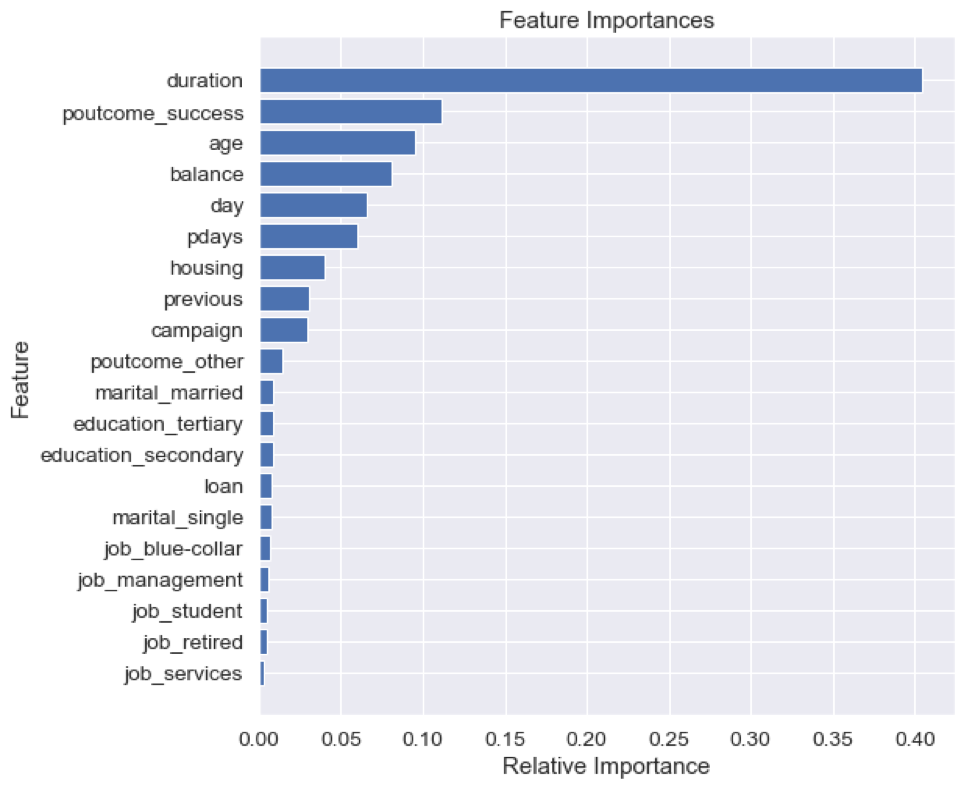 Feature Importances
duration
poutcome_success
age
balance
day
pdays
housing
previous
campaign
poutcome_other
marital_married
education_tertiary
education_secondary
loan
marital_single
job_blue-collar
job_management
job_student
job_retired
job_services
Feature
0.00 0.05 0.10 0.15 0.20 0.25 0.30 0.35 0.40
Relative Importance